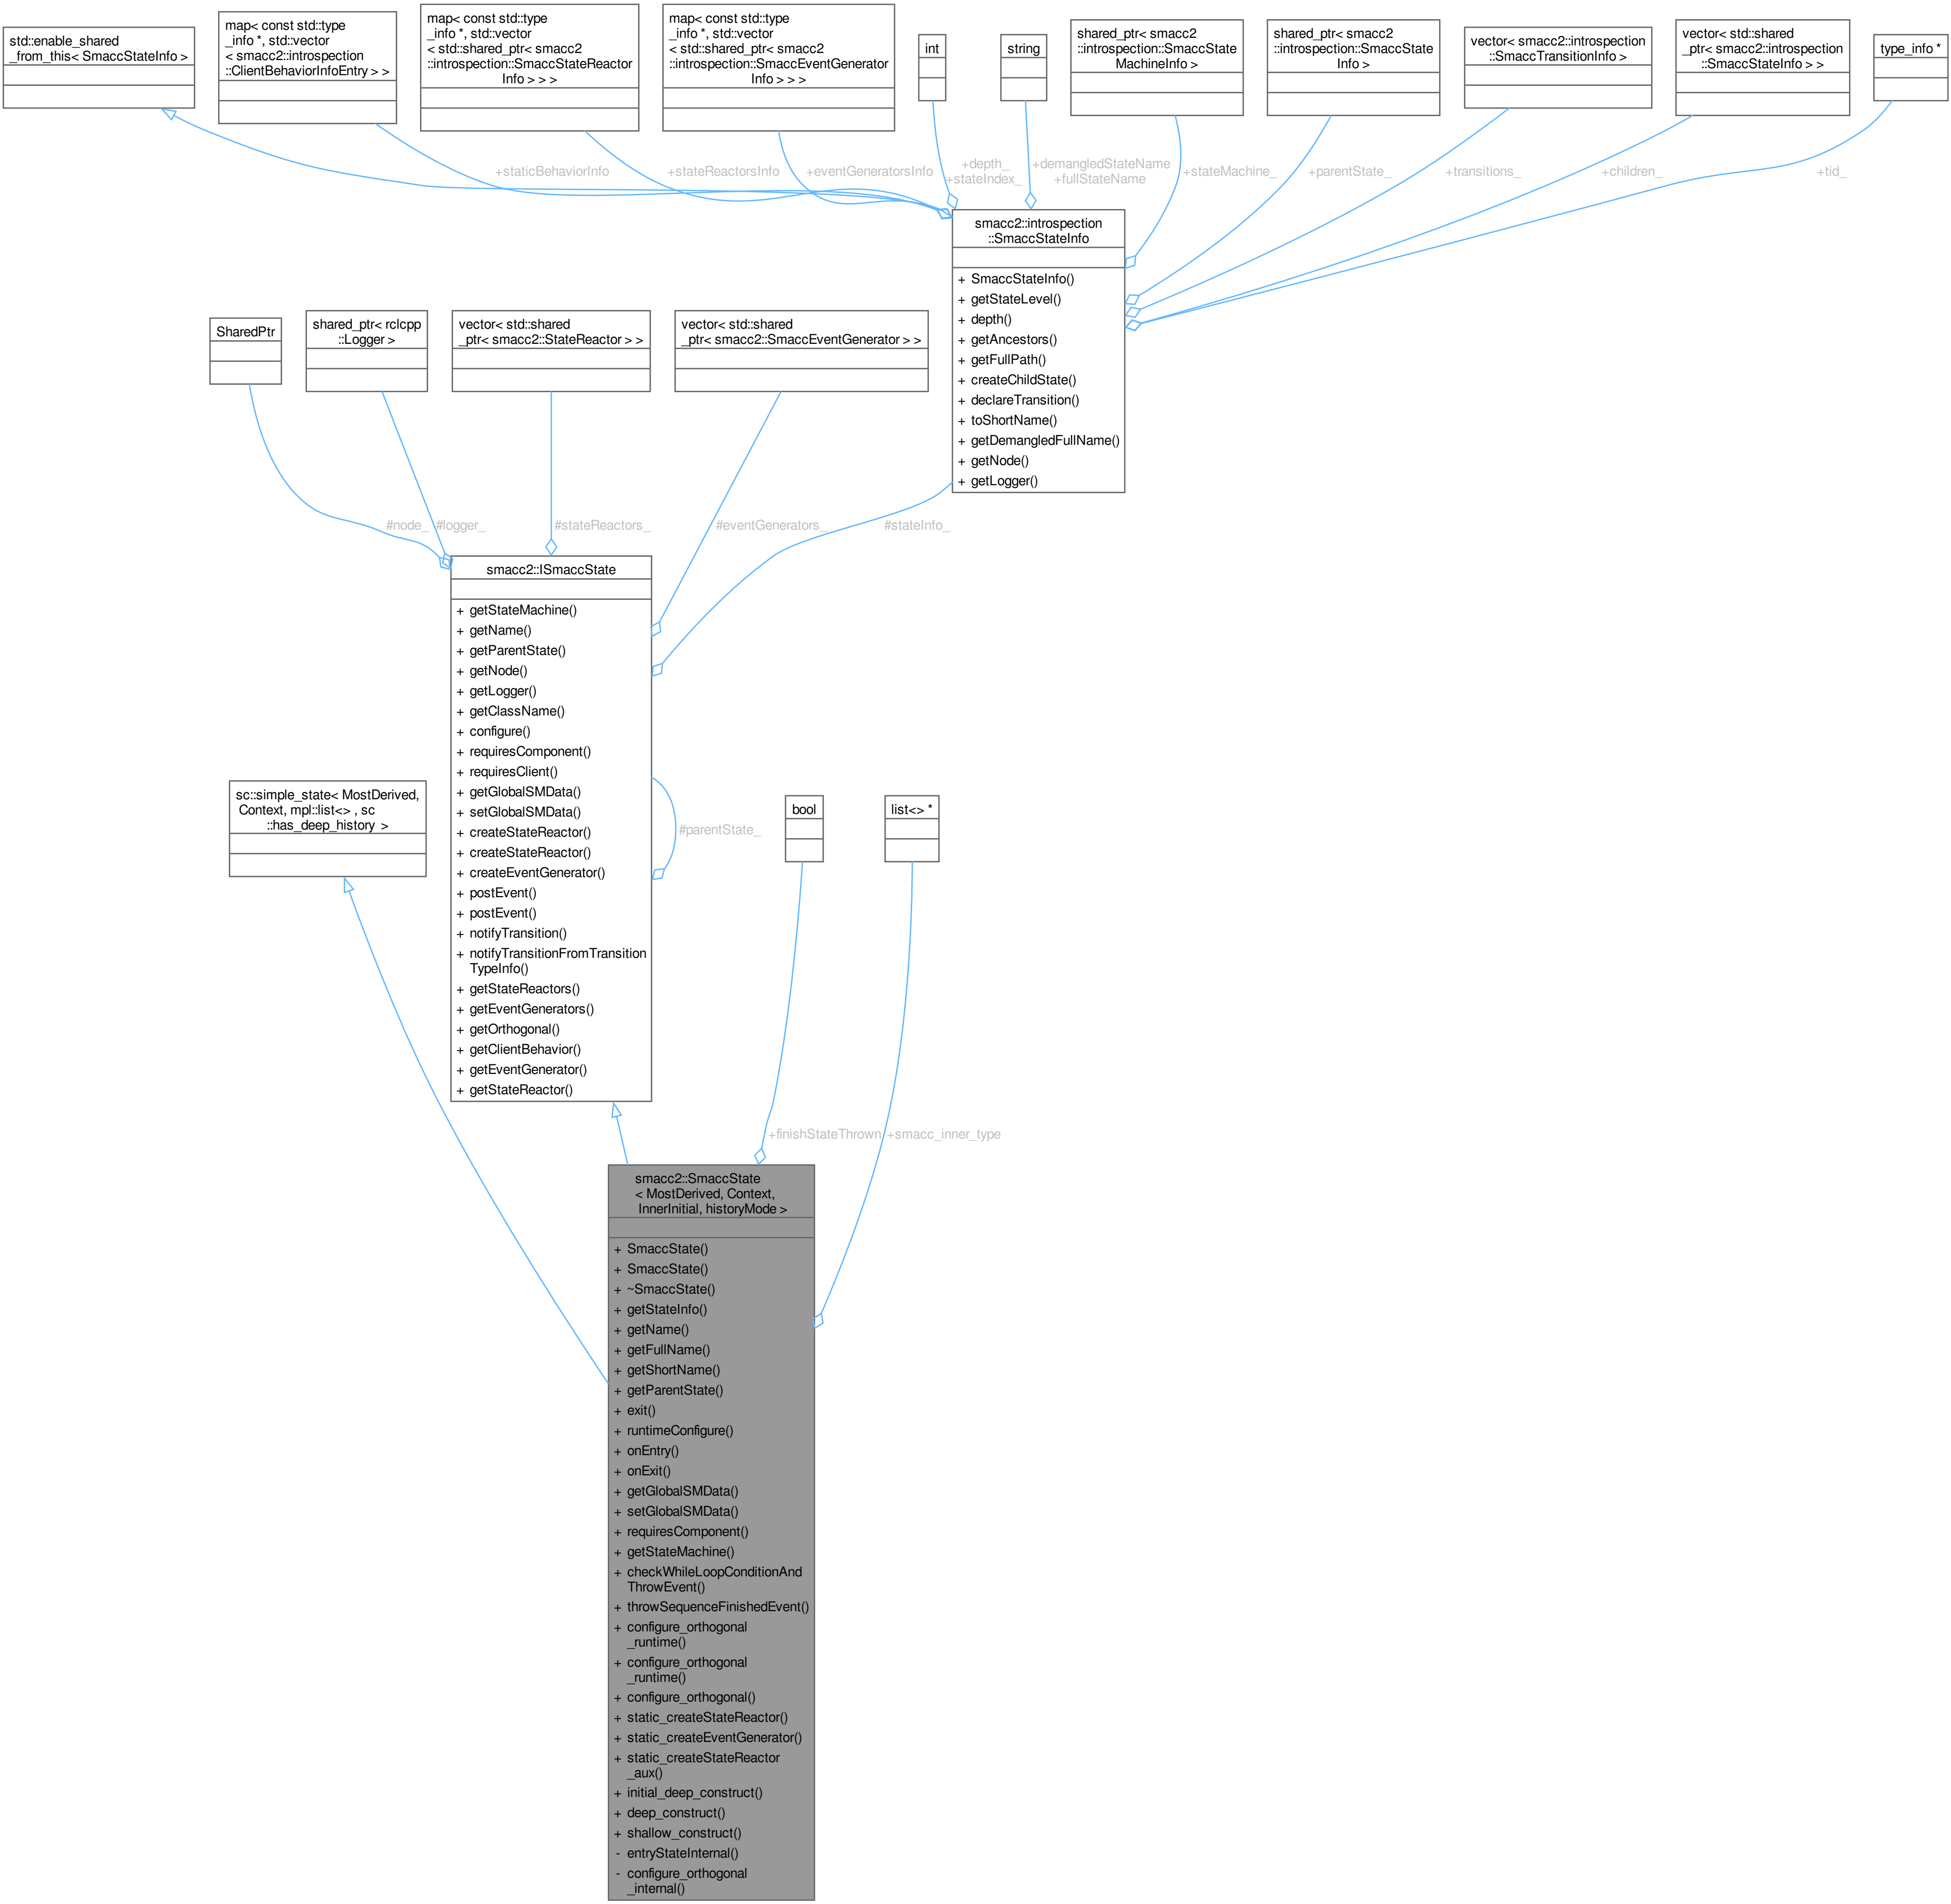 std::enable_shared
_from_this< SmaccStateInfo >
map< const std::type
_info *, std::vector
< smacc2::introspection
::ClientBehaviorInfoEntry > >
map< const std::type
_info *, std::vector
< std::shared_ptr< smacc2
::introspection::SmaccStateReactor
Info > > >
map< const std::type
_info *, std::vector
< std::shared_ptr< smacc2
::introspection::SmaccEventGenerator
Info > > >
int
string
shared_ptr< smacc2
::introspection::SmaccState
MachineInfo >
shared_ptr< smacc2
::introspection::SmaccState
Info >
vector< smacc2::introspection
::SmaccTransitionInfo >
vector< std::shared
_ptr< smacc2::introspection
::SmaccStateInfo > >
type_info *
+staticBehaviorInfo
+stateReactorsInfo
+eventGeneratorsInfo
+depth_
+stateIndex_
+demangledStateName
+fullStateName
+stateMachine_
+parentState_
+transitions_
+children_
+tid_
smacc2::introspection
::SmaccStateInfo
+ SmaccStateInfo()
+ getStateLevel()
+ depth()
+ getAncestors()
+ getFullPath()
+ createChildState()
+ declareTransition()
+ toShortName()
+ getDemangledFullName()
+ getNode()
+ getLogger()
SharedPtr
shared_ptr< rclcpp
::Logger >
vector< std::shared
_ptr< smacc2::StateReactor > >
vector< std::shared
_ptr< smacc2::SmaccEventGenerator > >
#node_
#logger_
#stateReactors_
#eventGenerators_
#stateInfo_
smacc2::ISmaccState
+ getStateMachine()
+ getName()
+ getParentState()
+ getNode()
+ getLogger()
+ getClassName()
+ configure()
+ requiresComponent()
+ requiresClient()
+ getGlobalSMData()
+ setGlobalSMData()
+ createStateReactor()
+ createStateReactor()
+ createEventGenerator()
+ postEvent()
+ postEvent()
+ notifyTransition()
+ notifyTransitionFromTransition
TypeInfo()
+ getStateReactors()
+ getEventGenerators()
+ getOrthogonal()
+ getClientBehavior()
+ getEventGenerator()
+ getStateReactor()
#parentState_
sc::simple_state< MostDerived,
Context, mpl::list<> , sc
::has_deep_history >
bool
list<> *
+finishStateThrown
+smacc_inner_type
smacc2::SmaccState
< MostDerived, Context,
InnerInitial, historyMode >
+ SmaccState()
+ SmaccState()
+ ~SmaccState()
+ getStateInfo()
+ getName()
+ getFullName()
+ getShortName()
+ getParentState()
+ exit()
+ runtimeConfigure()
+ onEntry()
+ onExit()
+ getGlobalSMData()
+ setGlobalSMData()
+ requiresComponent()
+ getStateMachine()
+ checkWhileLoopConditionAnd
ThrowEvent()
+ throwSequenceFinishedEvent()
+ configure_orthogonal
_runtime()
+ configure_orthogonal
_runtime()
+ configure_orthogonal()
+ static_createStateReactor()
+ static_createEventGenerator()
+ static_createStateReactor
_aux()
+ initial_deep_construct()
+ deep_construct()
+ shallow_construct()
- entryStateInternal()
- configure_orthogonal
_internal()